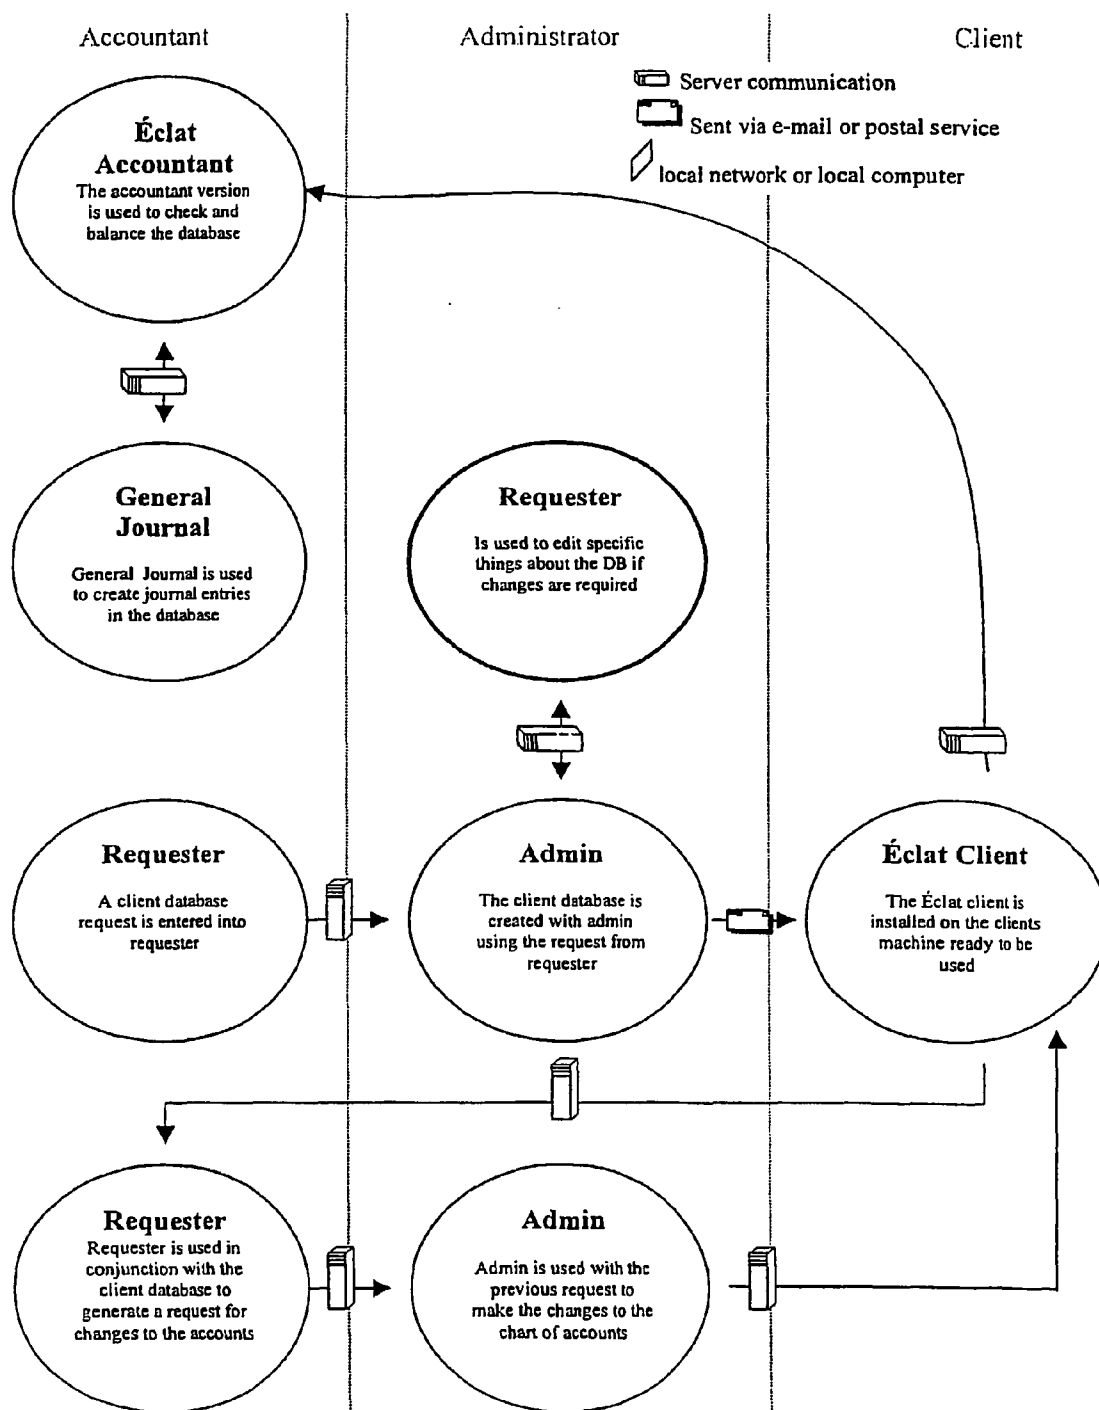 Accountant
Administrator
Client
Server communication
Sent via e-mail or postal service
local network or local computer
Éclat
Accountant
The accountant version
is used to check and
balance the database
General
Journal
General Journal is used
to create journal entries
in the database
Requester
Is used to edit specific
things about the DB if
changes are required
Requester
A client database
request is entered into
requester
Admin
The client database is
created with admin
using the request from
requester
Éclat Client
The Éclat client is
installed on the clients
machine ready to be
used
Requester
Requester is used in
conjunction with the
client database to
generate a request for
changes to the accounts
Admin
Admin is used with the
previous request to
make the changes to the
chart of accounts